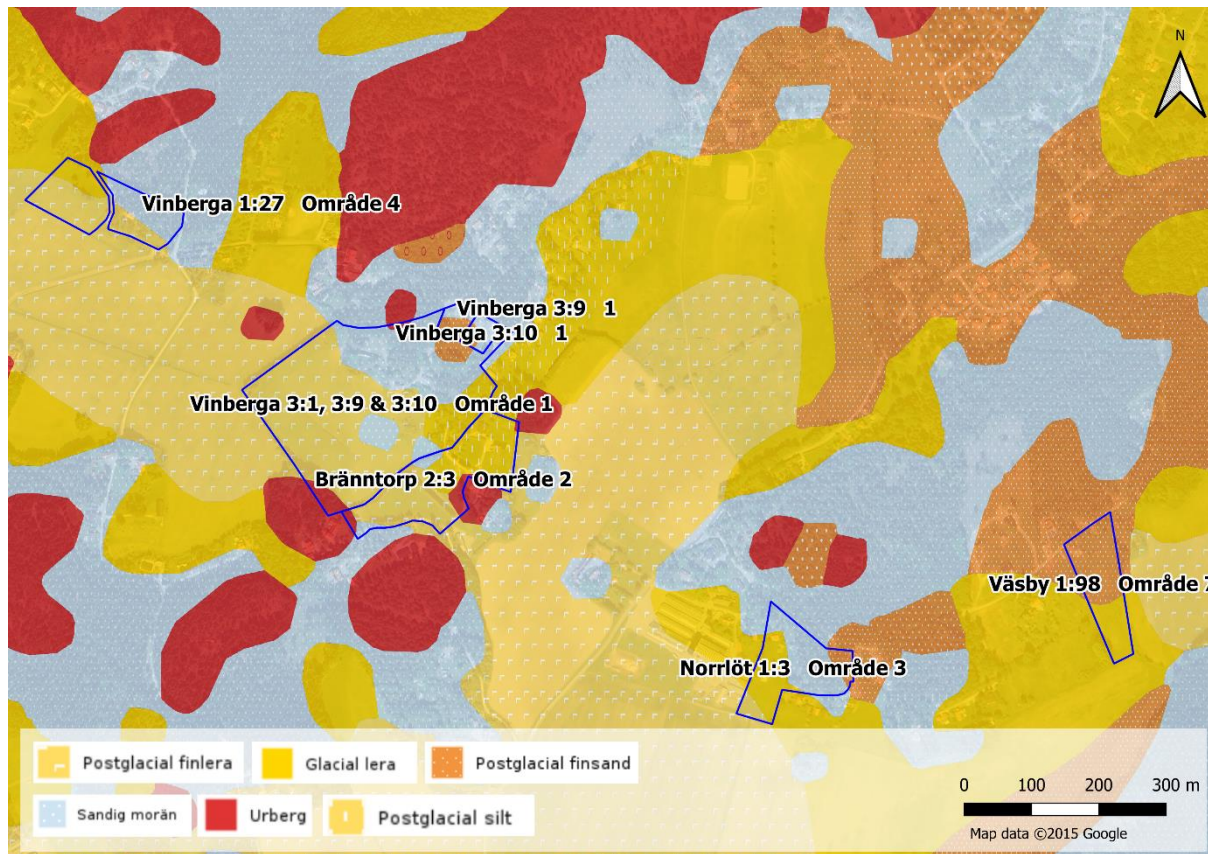 N
Vinberga 1:27 Område 4
Vinberga 3:9 1
Vinberga 3:10 1
Vinberga 3:1, 3:9 & 3:10 Område 1
Bränntorp 2:3 Område 2
Väsby 1:98 Område 7
Norrlöt 1:3 Område 3
Postglacial finlera
Glacial lera
Postglacial finsand
Sandig morän
Urberg
Postglacial silt
0 100 200 300 m
Map data ©2015 Google